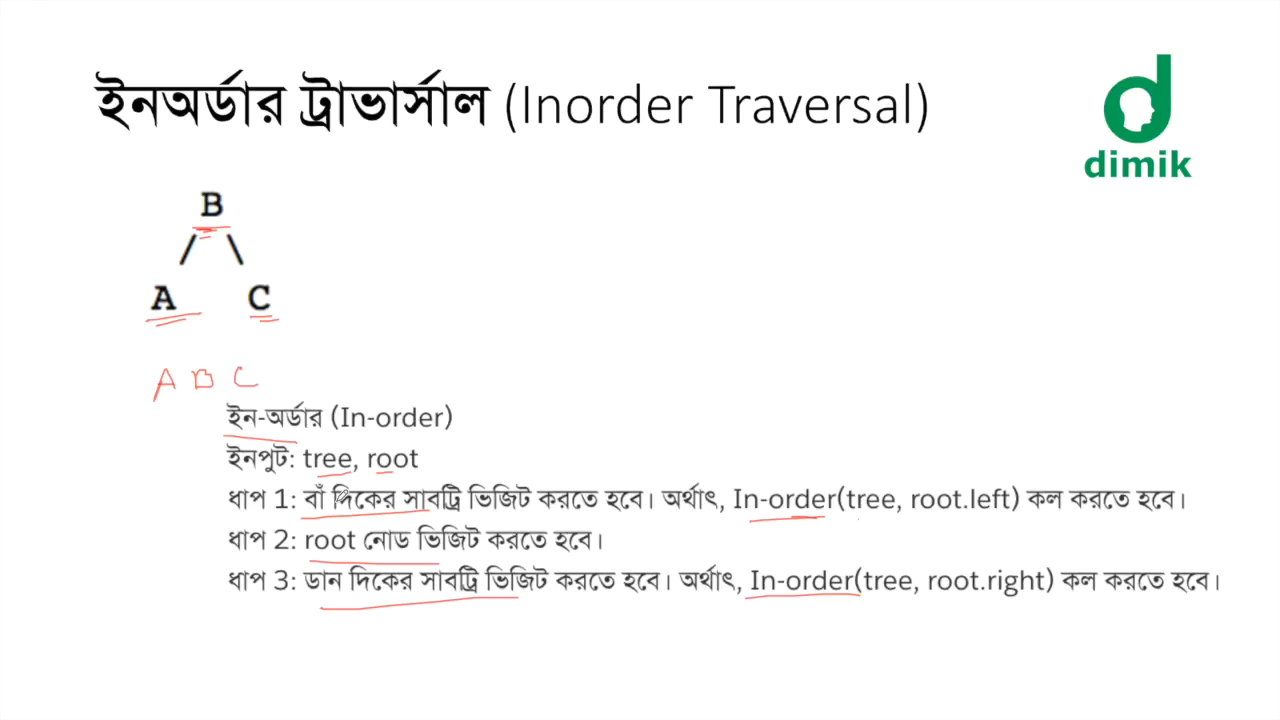 ইনঅর্ডার ট্রাভার্সাল (Inorder Traversal)
dimik
B
A C
A B C
ইন-অর্ডার (In-order)
ইনপুট: tree, root
ধাপ 1: বাঁ দিকের সাবট্রি ভিজিট করতে হবে। অর্থাৎ, In-order(tree, root.left) কল করতে হবে।
ধাপ 2: root নোড ভিজিট করতে হবে।
ধাপ 3: ডান দিকের সাবট্রি ভিজিট করতে হবে। অর্থাৎ, In-order(tree, root.right) কল করতে হবে।